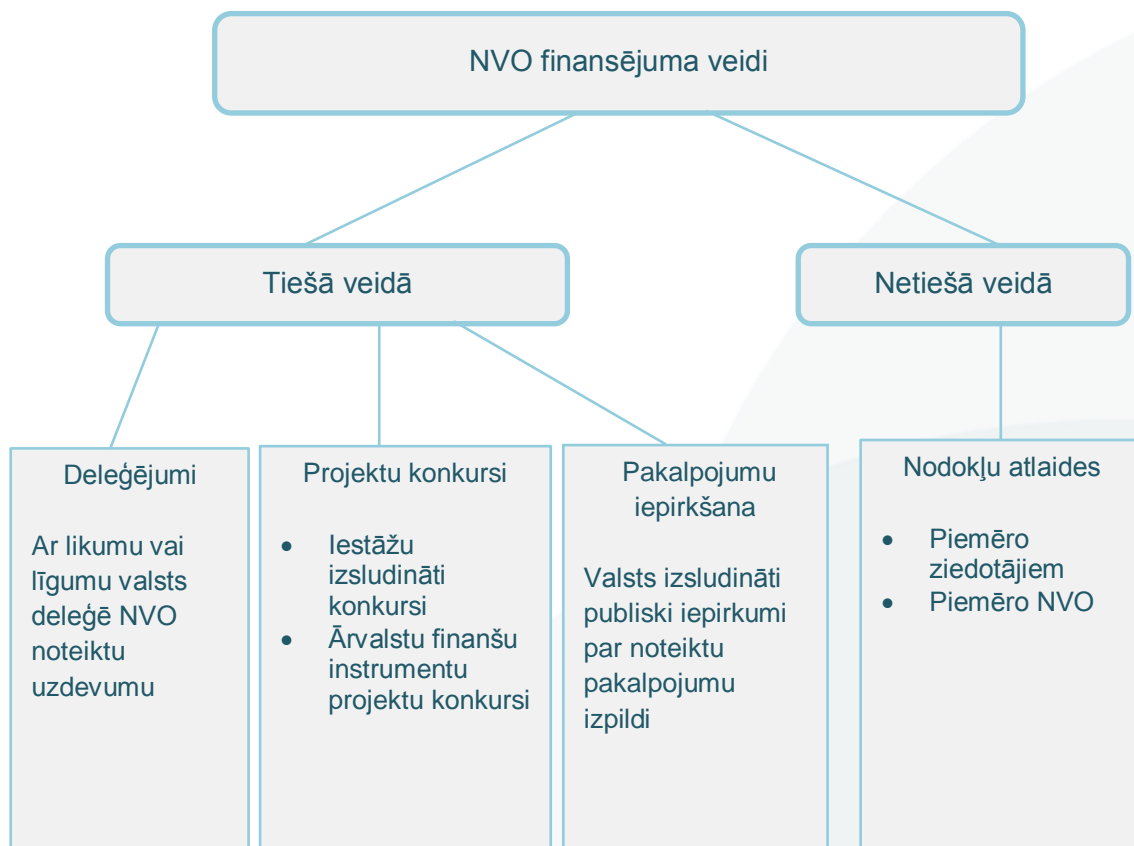 NVO finansējuma veidi
Tiešā veidā
Netiešā veidā
Deleģējumi
Ar likumu vai
līgumu valsts
deleģē NVO
noteiktu
uzdevumu
Projektu konkursi
• Iestāžu
izsludināti
konkursi
• Ārvalstu finanšu
instrumentu
projektu konkursi
Pakalpojumu
iepirkšana
Valsts izsludināti
publiski iepirkumi
par noteiktu
pakalpojumu
izpildi
Nodokļu atlaides
• Piemēro
ziedotājiem
• Piemēro NVO